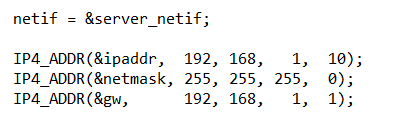 netif = &server_netif;

IP4_ADDR(&ipaddr,  192, 168,   1, 10);
IP4_ADDR(&netmask, 255, 255, 255,  0);
IP4_ADDR(&gw,      192, 168,   1,  1);